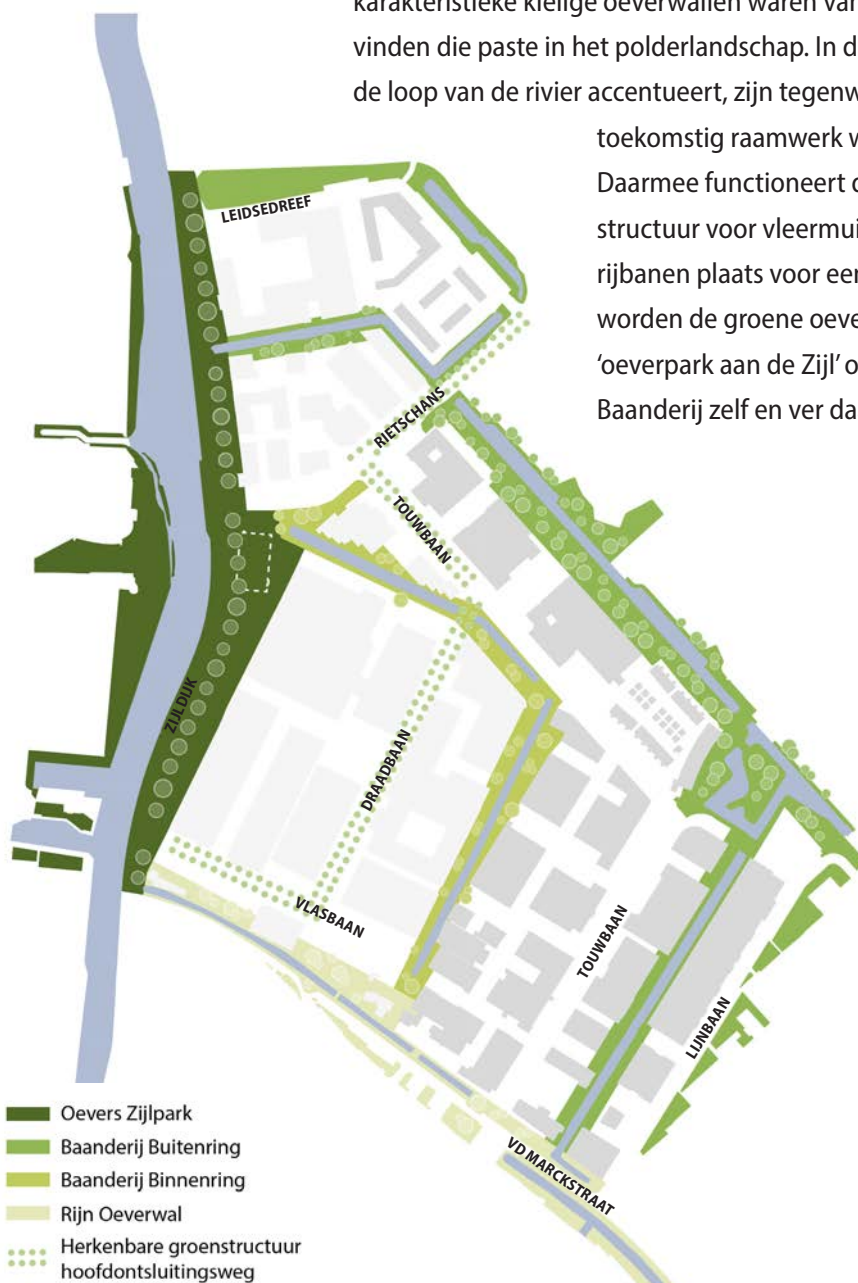 karakteristieke kleiige oeverwallen waren van
vinden die paste in het polderlandschap. In d
de loop van de rivier accentueert, zijn tegenw
toekomstig raamwerk v
Daarmee functioneert d
structuur voor vleermui
rijbanen plaats voor een
worden de groene oeve
‘oeverpark aan de Zijl’ o
Baanderij zelf en ver da
LEIDSEDREEF
RIETSCHANS
TOUWBAAN
ZIJLDIJK
DRAADBAAN
VLASBAAN
TOUWBAAN
LIJNBAAN
VD MARCKSTRAAT
Oevers Zijlpark
Baanderij Buitenring
Baanderij Binnenring
Rijn Oeverwal
Herkenbare groenstructuur
hoofdontsluitingsweg